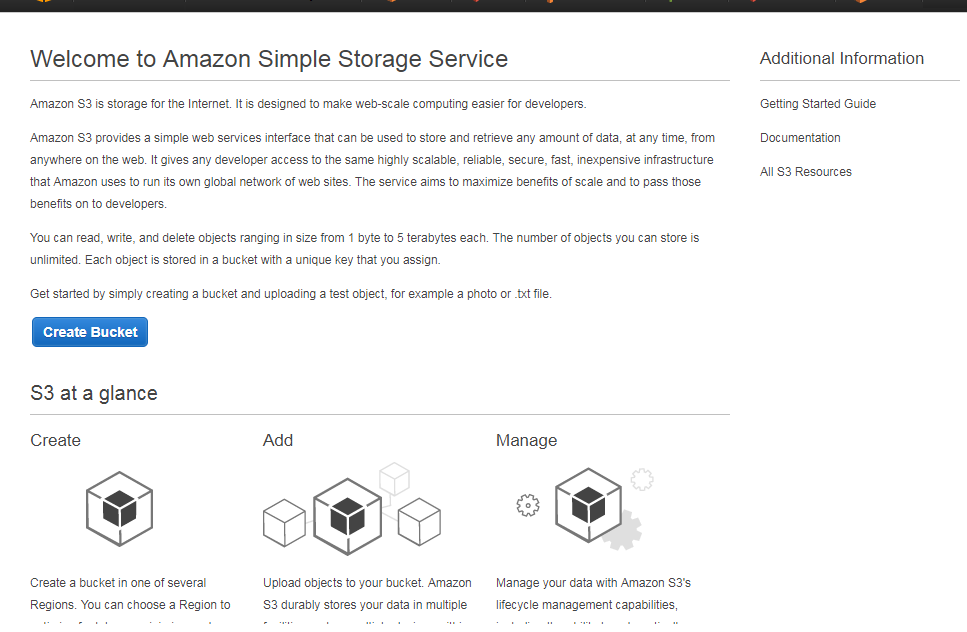 Welcome to Amazon Simple Storage Service
Amazon S3 is storage for the Internet. It is designed to make web-scale computing easier for developers.
Amazon S3 provides a simple web services interface that can be used to store and retrieve any amount of data, at any time, from
anywhere on the web. It gives any developer access to the same highly scalable, reliable, secure, fast, inexpensive infrastructure
that Amazon uses to run its own global network of web sites. The service aims to maximize benefits of scale and to pass those
benefits on to developers.
You can read, write, and delete objects ranging in size from 1 byte to 5 terabytes each. The number of objects you can store is
unlimited. Each object is stored in a bucket with a unique key that you assign.
Get started by simply creating a bucket and uploading a test object, for example a photo or .txt file.
Create Bucket
S3 at a glance
Create
Create a bucket in one of several
Regions. You can choose a Region to
Add
Upload objects to your bucket. Amazon
S3 durably stores your data in multiple
Manage
Manage your data with Amazon S3's
lifecycle management capabilities,
Additional Information
Getting Started Guide
Documentation
All S3 Resources